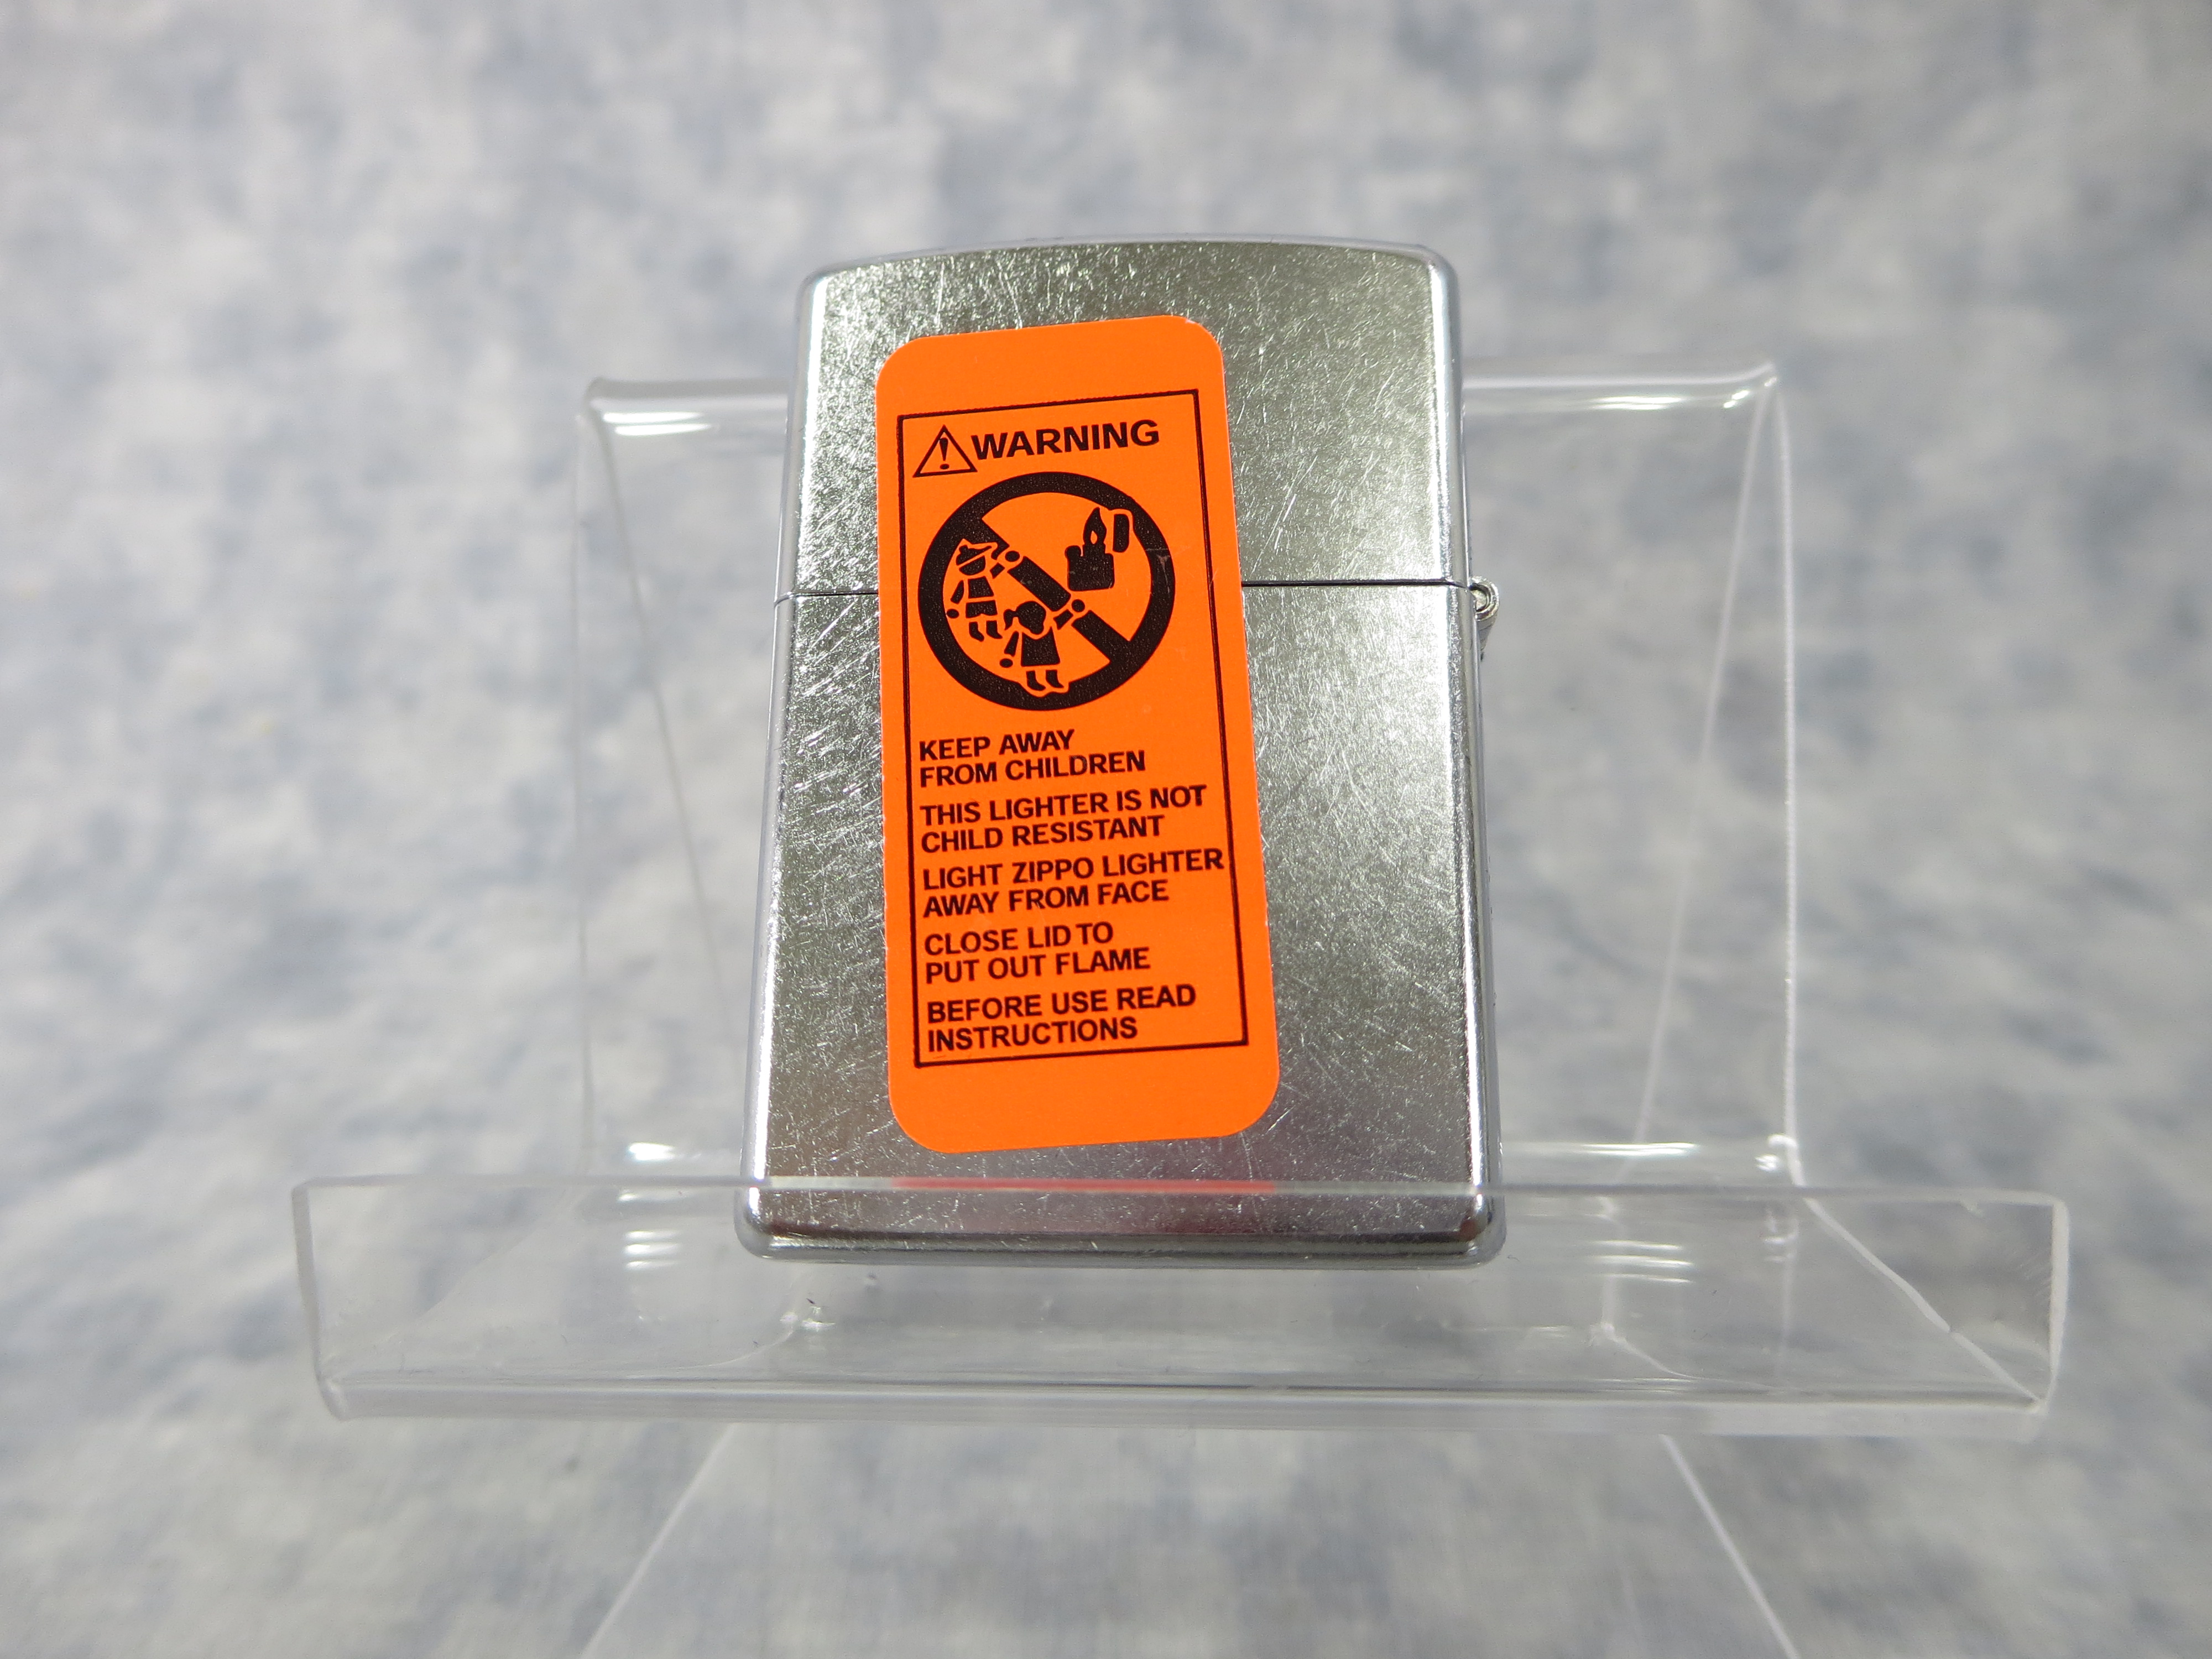 WARNING
KEEP AWAY
FROM CHILDREN
THIS LIGHTER IS NOT
CHILD RESISTANT
LIGHT ZIPPO LIGHTER
AWAY FROM FACE
CLOSE LID TO
PUT OUT FLAME
BEFORE USE READ
INSTRUCTIONS